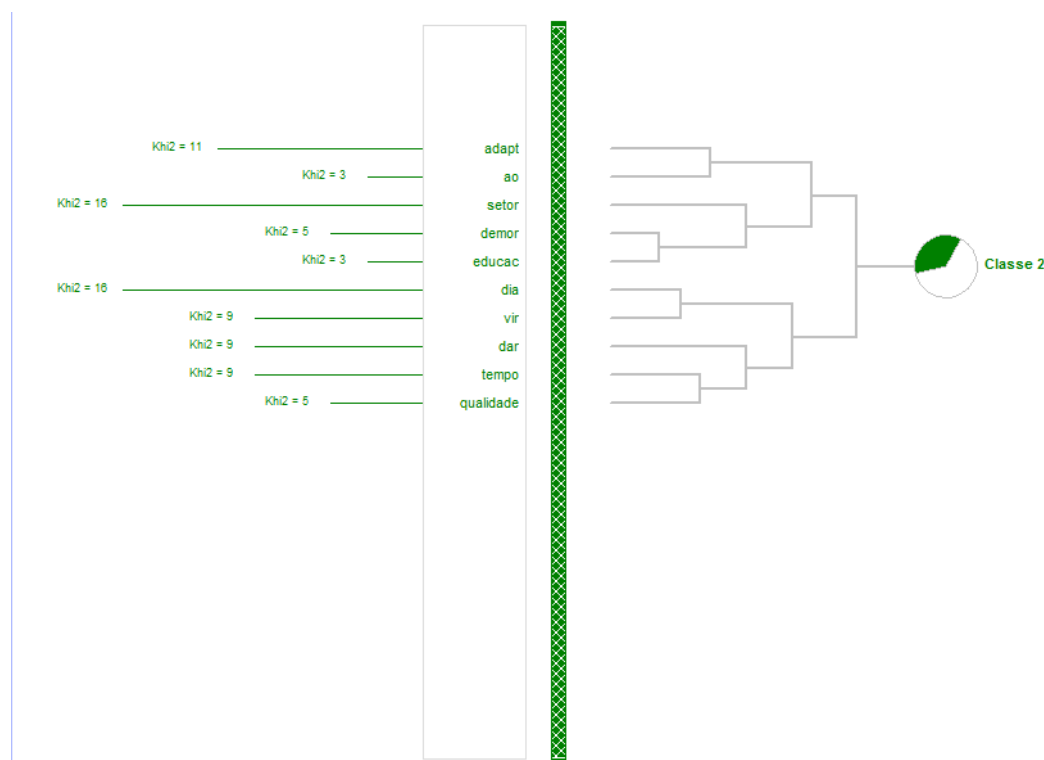 Khi2 = 11 adapt
Khi2 = 3 ao
Khi2 = 16 setor
Khi2 = 5 demor
Khi2 = 3 educac
Khi2 = 16 dia
Khi2 = 9 vir
Khi2 = 9 dar
Khi2 = 9 tempo
Khi2 = 5 qualidade
Classe 2